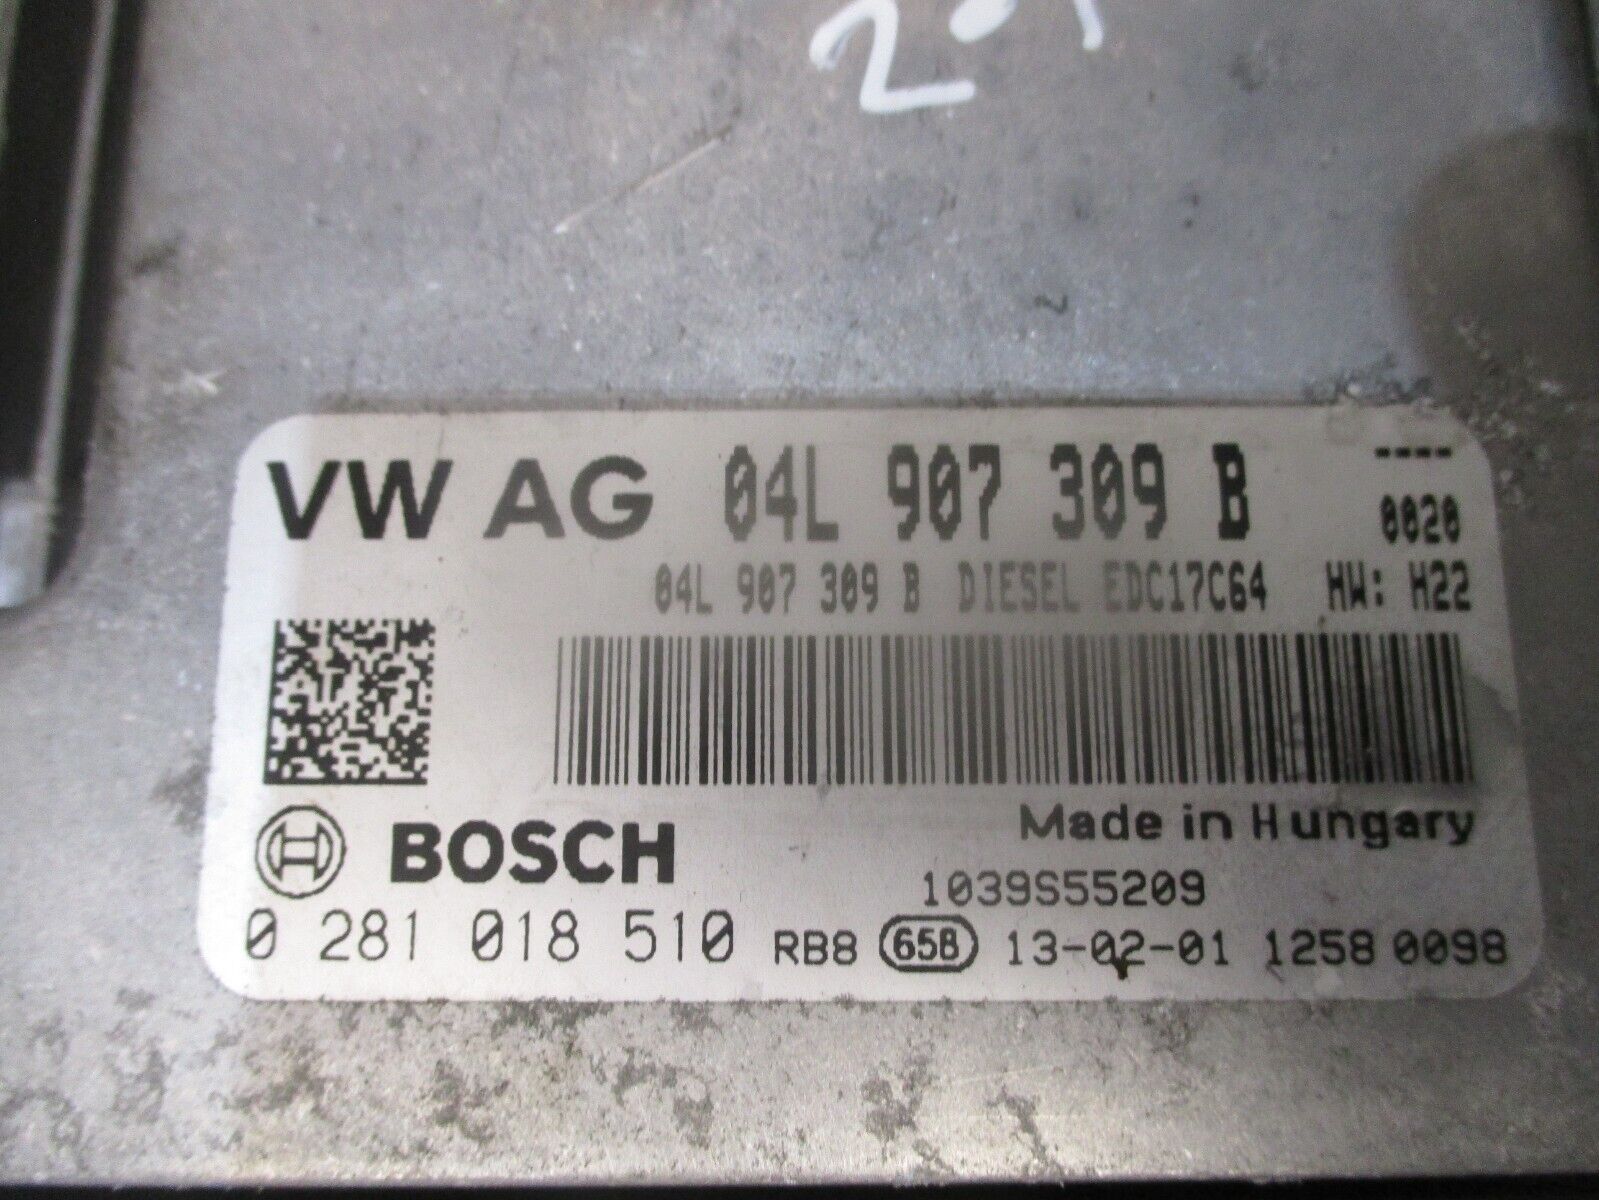 VW AG 04L 907 309 B ----
0020
04L 907 309 B DIESEL EDC17C64 HW: H22
Made in Hungary
BOSCH
1039S55209
0 281 018 510 RB8 65B 13-02-01 1258 0098